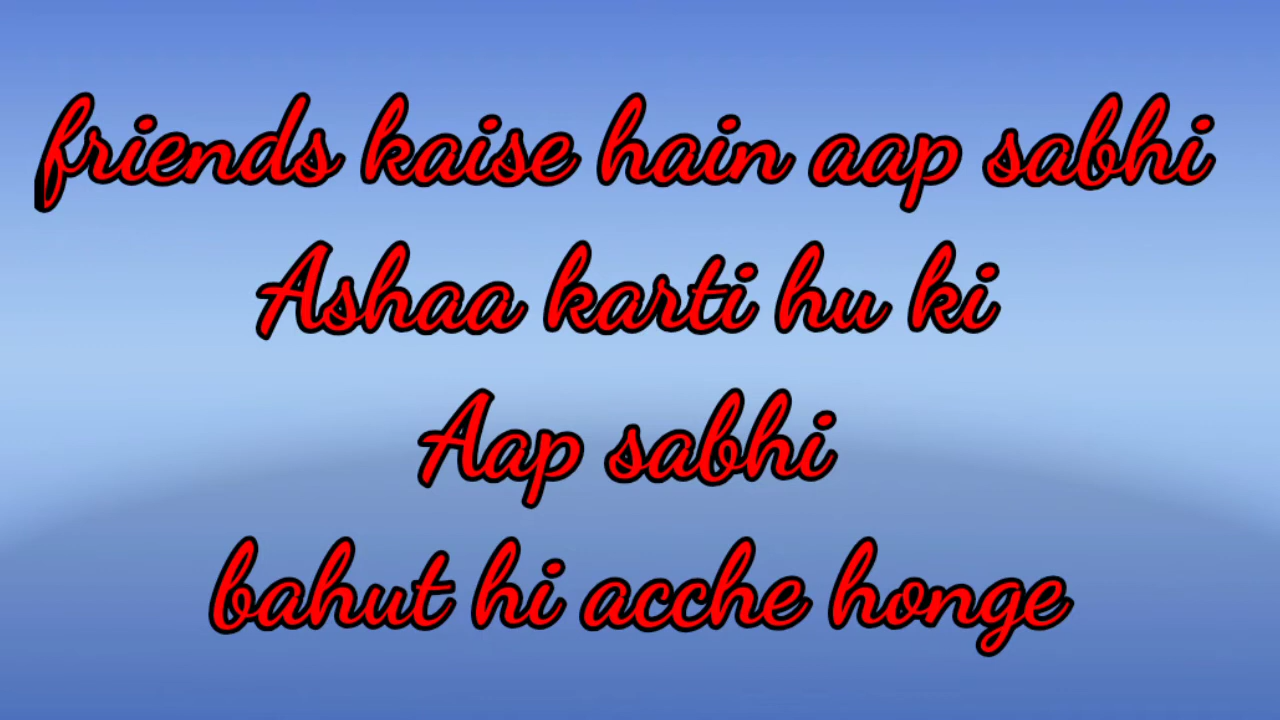 friends kaise hain aap sabhi
Ashaa karti hu ki
Aap sabhi
bahut hi acche honge